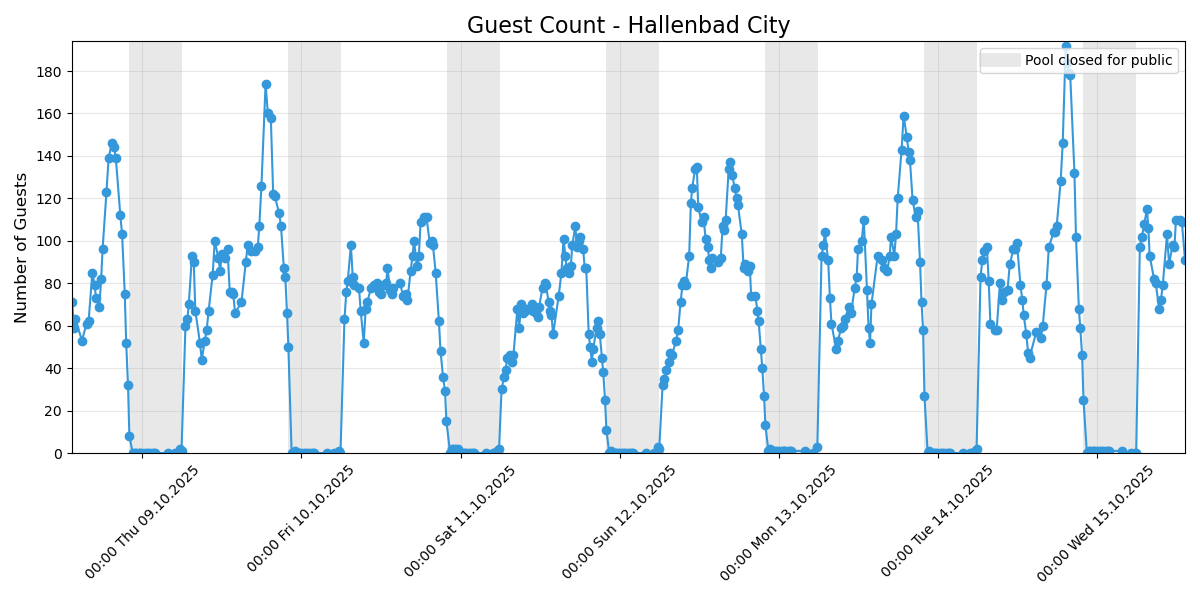 Guest Count - Hallenbad City
Pool closed for public
Number of Guests
180
160
140
120
100
80
60
40
20
0
00:00 Thu 09.10.2025
00:00 Fri 10.10.2025
00:00 Sat 11.10.2025
00:00 Sun 12.10.2025
00:00 Mon 13.10.2025
00:00 Tue 14.10.2025
00:00 Wed 15.10.2025